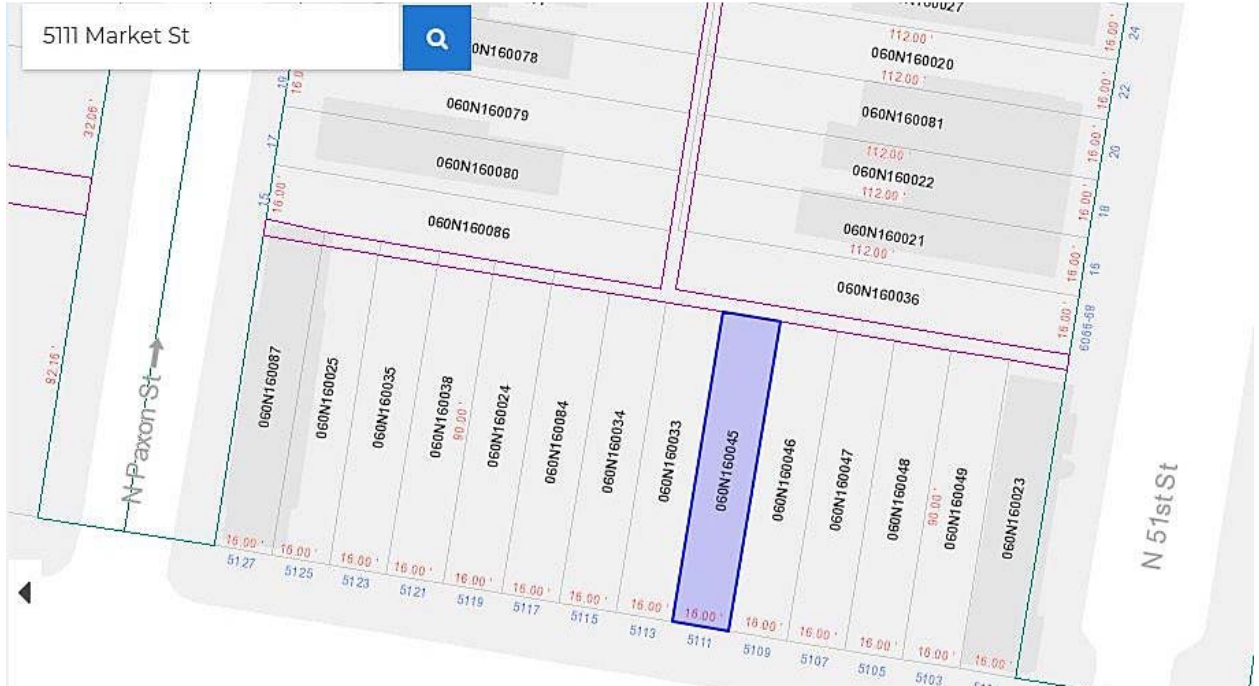 5111 Market St
112.00 '
24
16.00 '
060N160078
060N160020
112.00 '
22
16.00 '
32.06 '
19
060N160079
060N160081
16.00 '
20
17
112.00 '
060N160080
060N160022
112.00 '
16.00 '
18
15
16.00 '
060N160086
060N160021
112.00 '
16.00 '
16
060N160036
16.00 '
6066-68
92.16 '
N Paxon St
060N160087
060N160025
060N160035
060N160038
90.00 '
060N160024
060N160084
060N160034
060N160033
060N160045
060N160046
060N160047
060N160048
90.00 '
060N160049
060N160023
N 51st St
16.00 '
16.00 '
16.00 '
16.00 '
16.00 '
16.00 '
16.00 '
16.00 '
16.00 '
16.00 '
16.00 '
16.00 '
16.00 '
16.00 '
5127
5125
5123
5121
5119
5117
5115
5113
5111
5109
5107
5105
5103